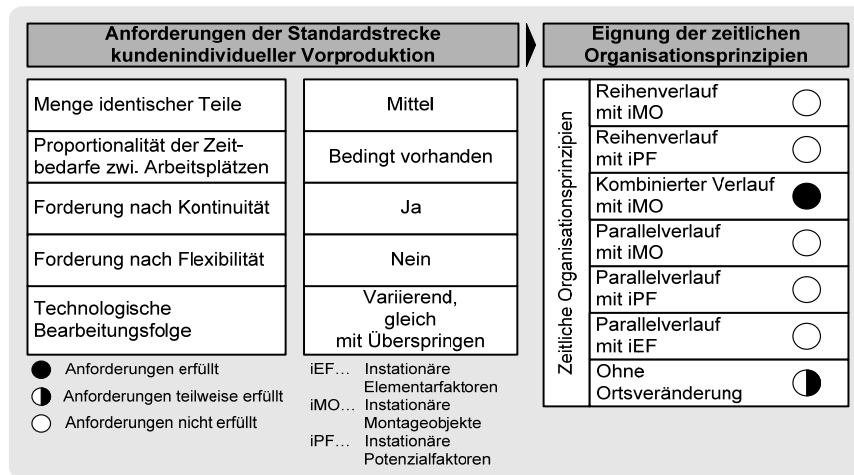 Anforderungen der Standardstrecke
kundenindividueller Vorproduktion
Eignung der zeitlichen
Organisationsprinzipien
Menge identischer Teile
Mittel
Proportionalität der Zeit-
bedarfe zwi. Arbeitsplätzen
Bedingt vorhanden
Forderung nach Kontinuität
Ja
Forderung nach Flexibilität
Nein
Technologische
Bearbeitungsfolge
Variierend,
gleich
mit Überspringen
Zeitliche Organisationsprinzipien
Reihenverlauf
mit iMO
Reihenverlauf
mit iPF
Kombinierter Verlauf
mit iMO
Parallelverlauf
mit iMO
Parallelverlauf
mit iPF
Parallelverlauf
mit iEF
Ohne
Ortsveränderung
Anforderungen erfüllt
Anforderungen teilweise erfüllt
Anforderungen nicht erfüllt
iEF… Instationäre
Elementarfaktoren
iMO… Instationäre
Montageobjekte
iPF… Instationäre
Potenzialfaktoren